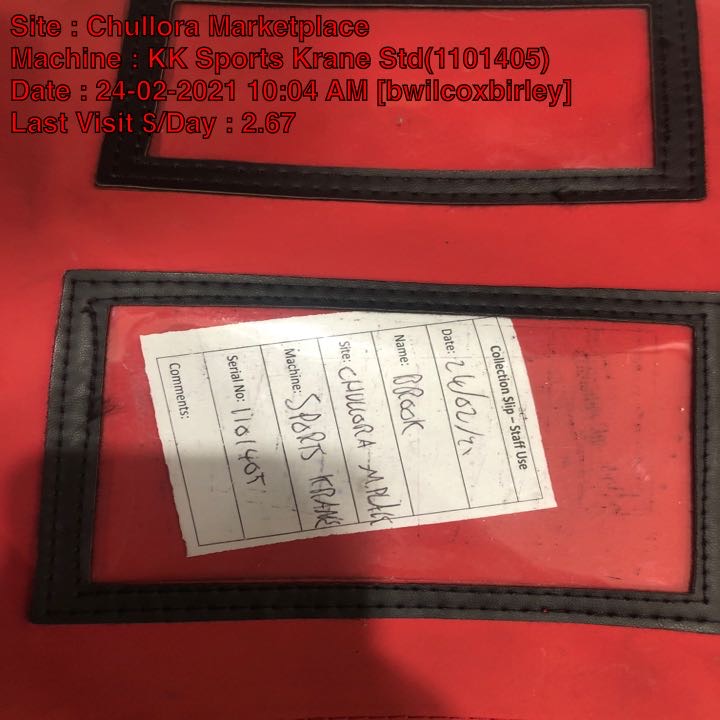 Site : Chullora Marketplace
Machine : KK Sports Krane Std(1101405)
Date : 24-02-2021 10:04 AM [bwilcoxbirley]
Last Visit $/Day : 2.67
Collection Slip - Staff Use
Date: 24/02/21
Name: BROOK
Site: CHULLORA M.PLACE
Machine: SPORTS KRANE
Serial No: 1101405
Comments: